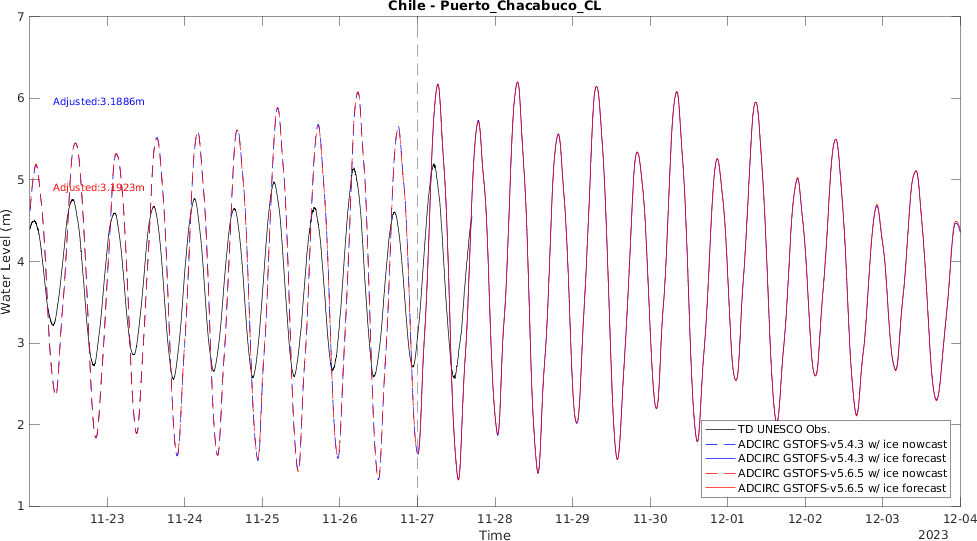 Chile - Puerto_Chacabuco_CL
7
6
5
4
3
2
1
Water Level (m)
Adjusted:3.1886m
Adjusted:3.1923m
TD UNESCO Obs.
ADCIRC GSTOFS-v5.4.3 w/ ice nowcast
ADCIRC GSTOFS-v5.4.3 w/ ice forecast
ADCIRC GSTOFS-v5.6.5 w/ ice nowcast
ADCIRC GSTOFS-v5.6.5 w/ ice forecast
11-23 11-24 11-25 11-26 11-27 11-28 11-29 11-30 12-01 12-02 12-03 12-04
Time
2023